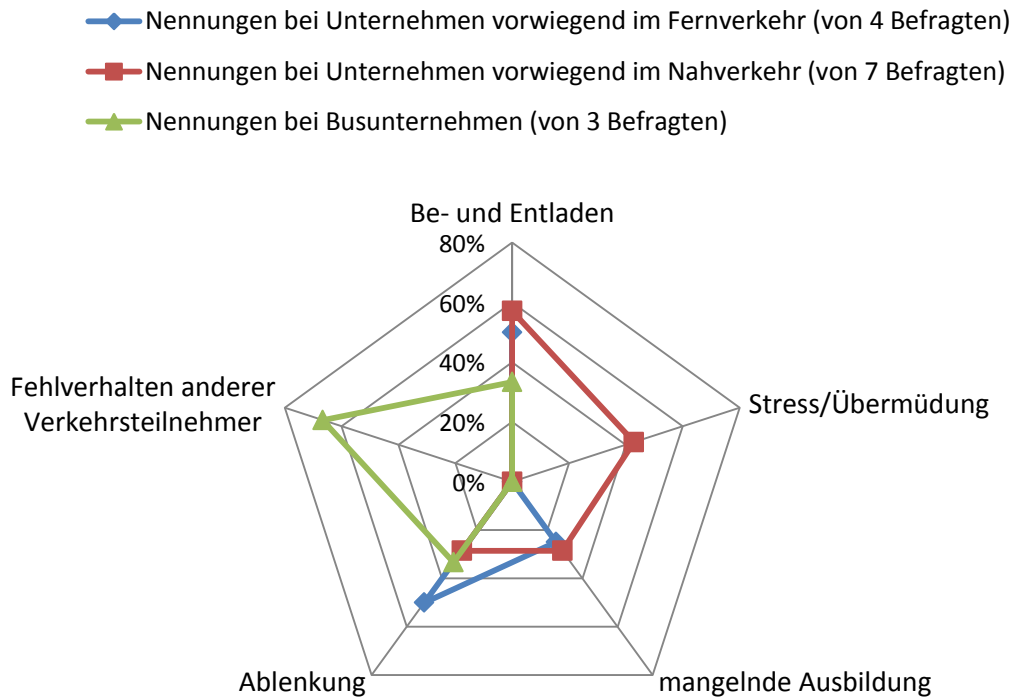 Nennungen bei Unternehmen vorwiegend im Fernverkehr (von 4 Befragten)
Nennungen bei Unternehmen vorwiegend im Nahverkehr (von 7 Befragten)
Nennungen bei Busunternehmen (von 3 Befragten)
Be- und Entladen
80%
60%
40%
20%
0%
Stress/Übermüdung
mangelnde Ausbildung
Ablenkung
Fehlverhalten anderer
Verkehrsteilnehmer